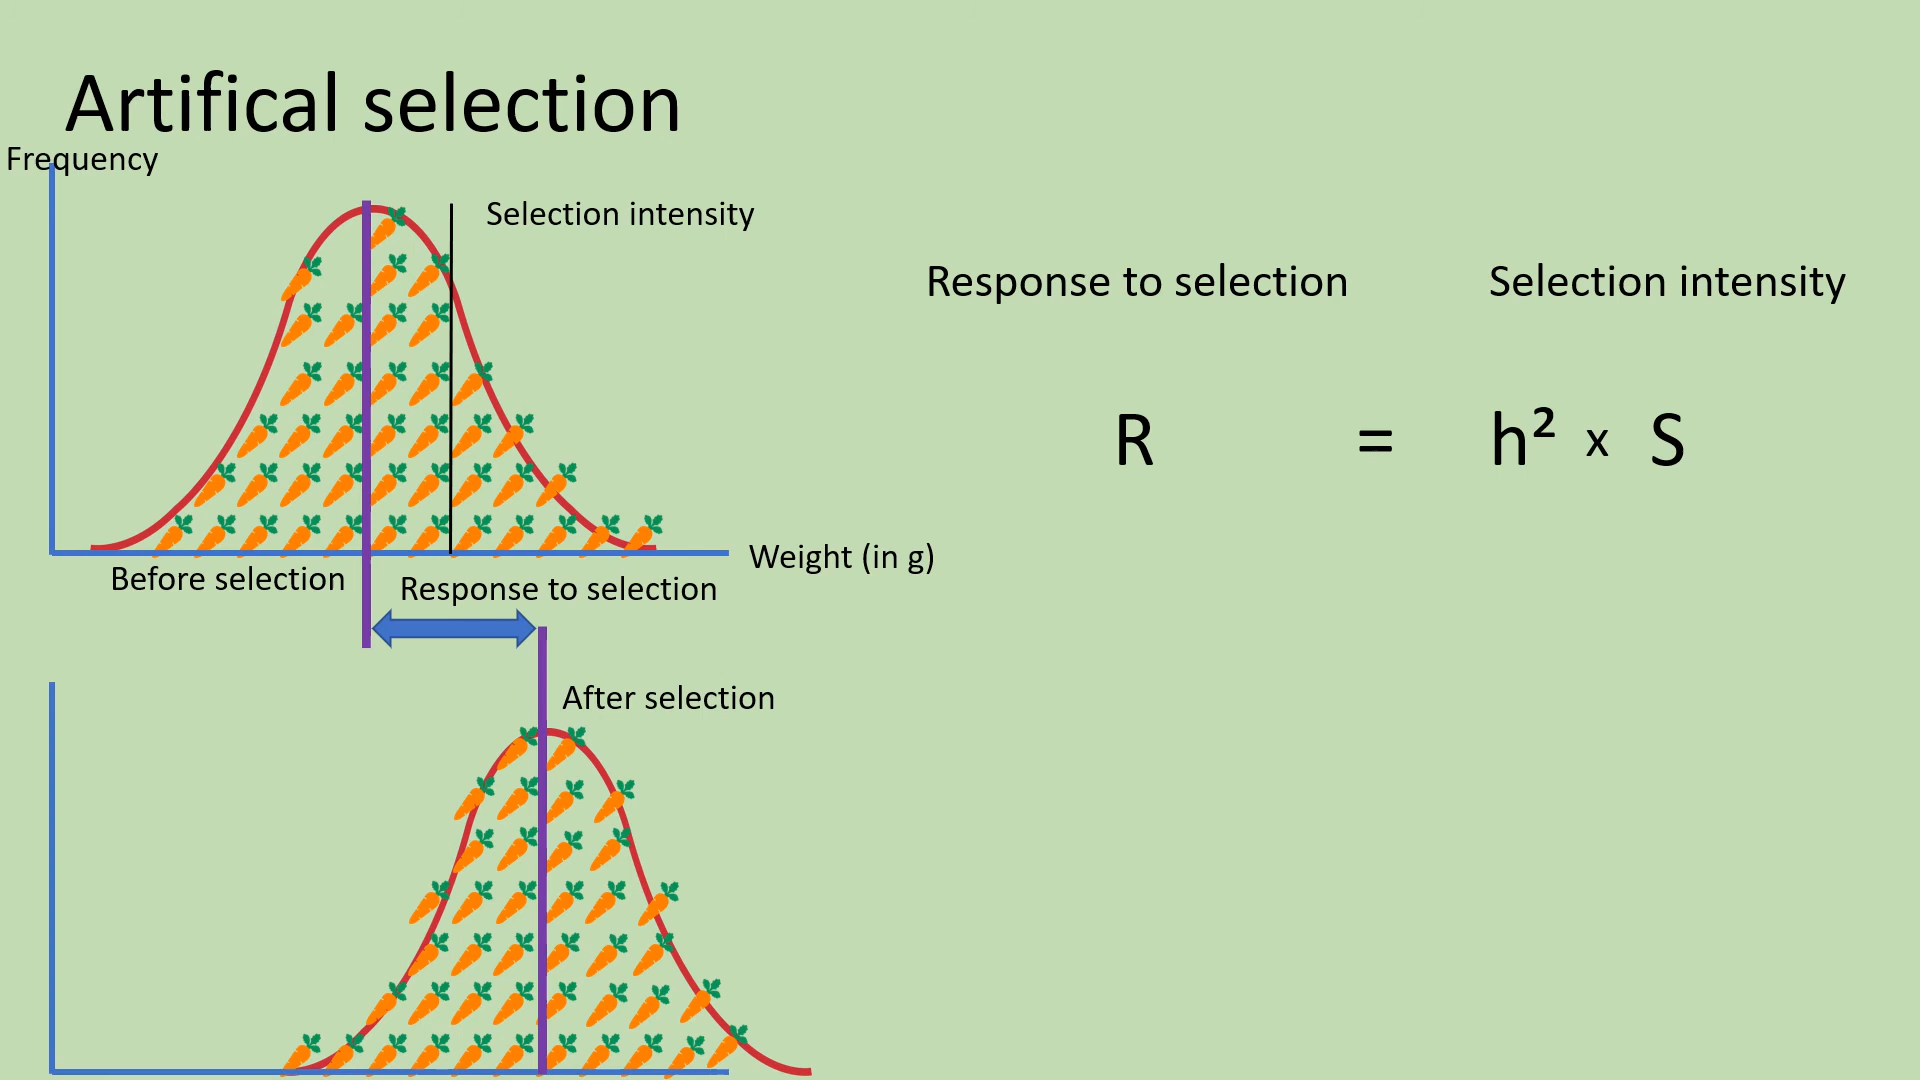 Artifical selection
Frequency
Selection intensity
Response to selection
Selection intensity
R = h² x S
Weight (in g)
Before selection
Response to selection
After selection